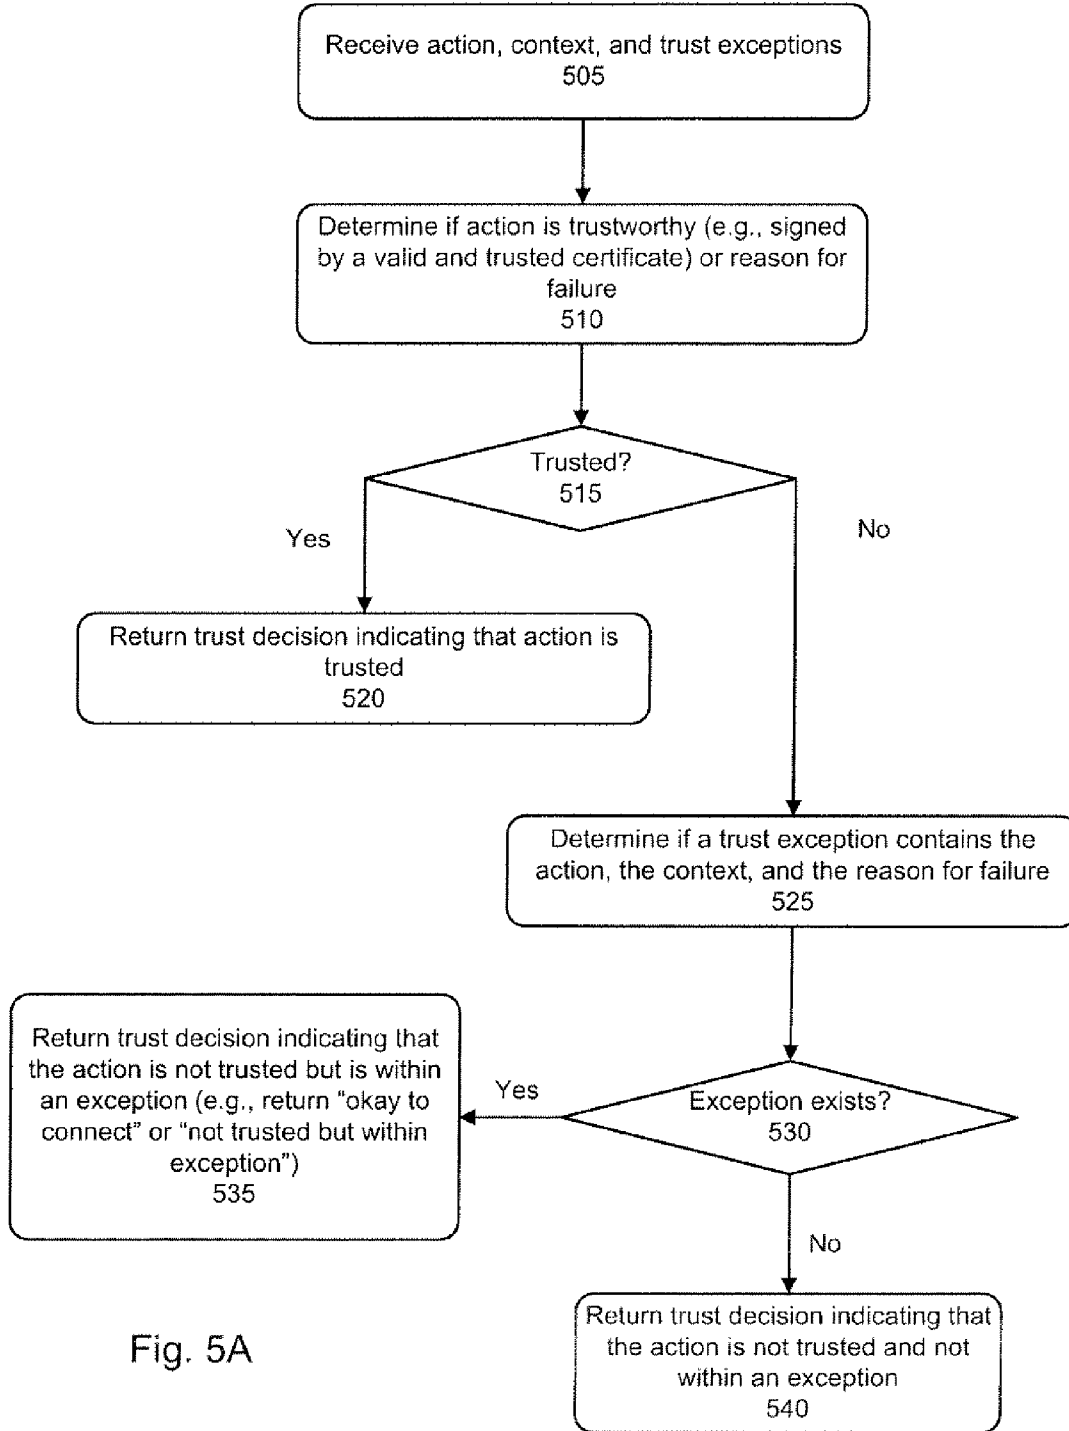 Receive action, context, and trust exceptions
505
Determine if action is trustworthy (e.g., signed
by a valid and trusted certificate) or reason for
failure
510
Trusted?
515
Yes
No
Return trust decision indicating that action is
trusted
520
Determine if a trust exception contains the
action, the context, and the reason for failure
525
Return trust decision indicating that
the action is not trusted but is within
an exception (e.g., return “okay to
connect” or “not trusted but within
exception”)
535
Yes
Exception exists?
530
No
Return trust decision indicating that
the action is not trusted and not
within an exception
540
Fig. 5A